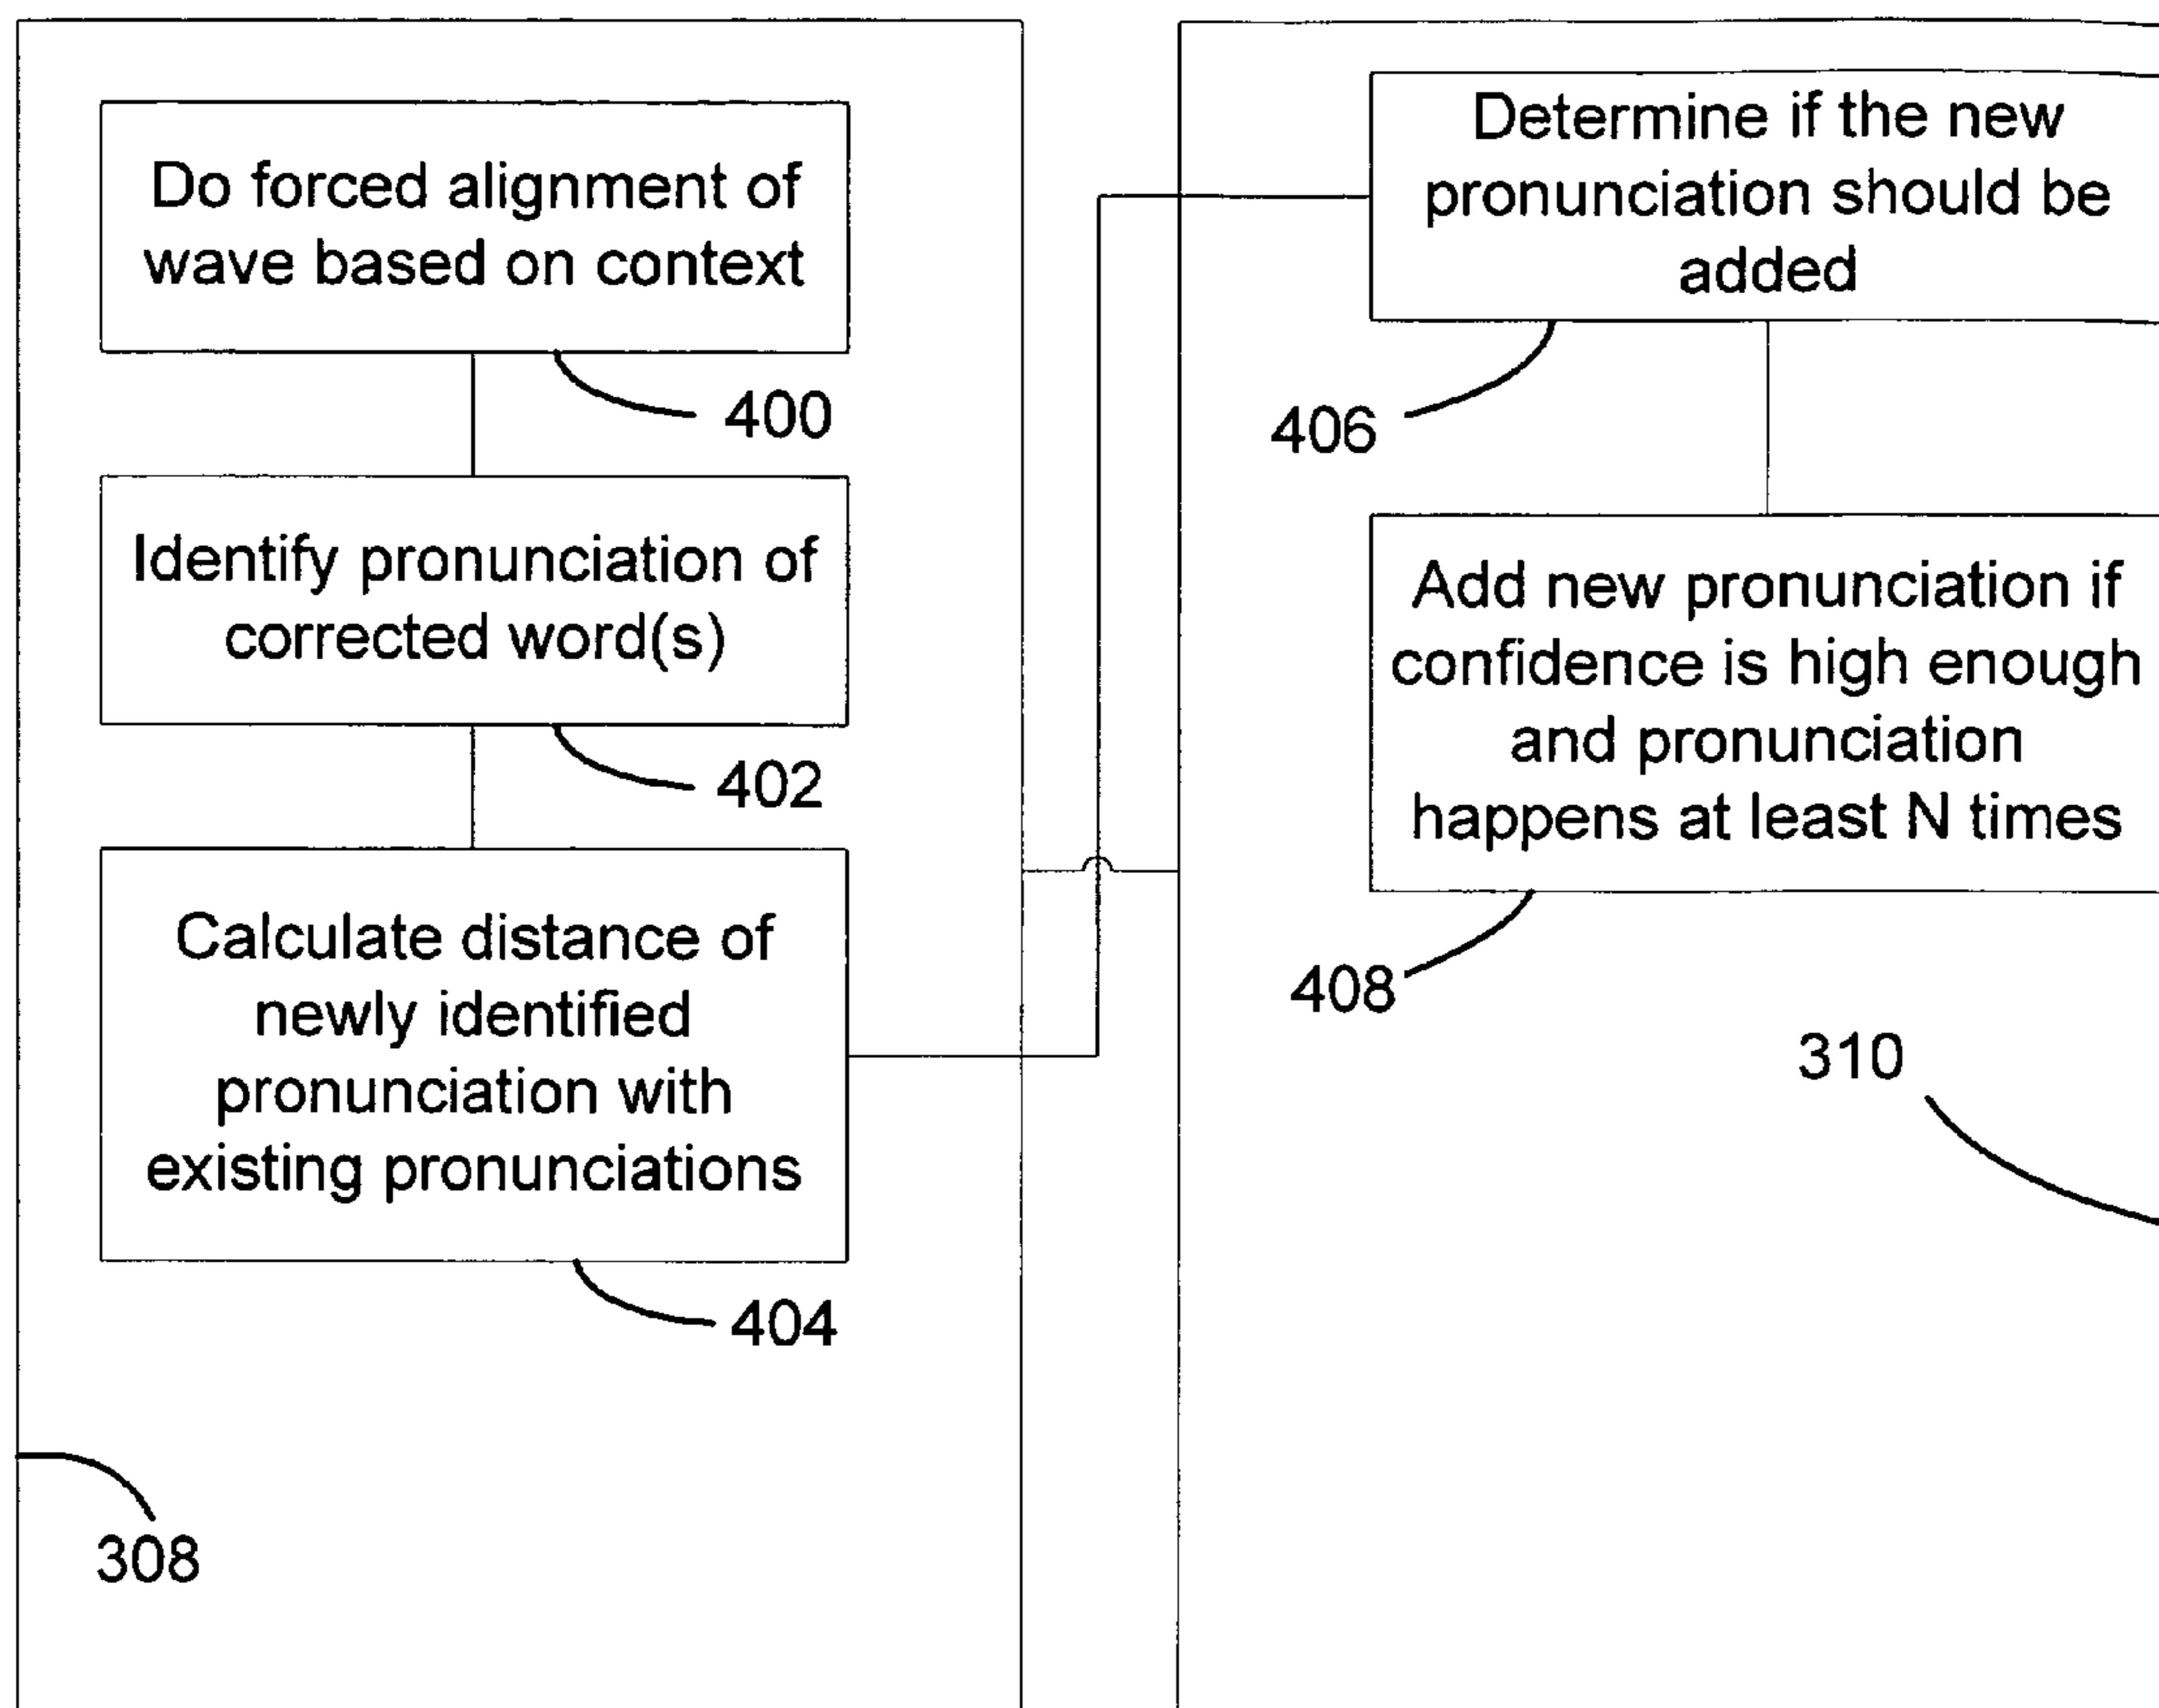 Do forced alignment of
wave based on context
400
Identify pronunciation of
corrected word(s)
402
Calculate distance of
newly identified
pronunciation with
existing pronunciations
404
308
Determine if the new
pronunciation should be
added
406
Add new pronunciation if
confidence is high enough
and pronunciation
happens at least N times
408
310